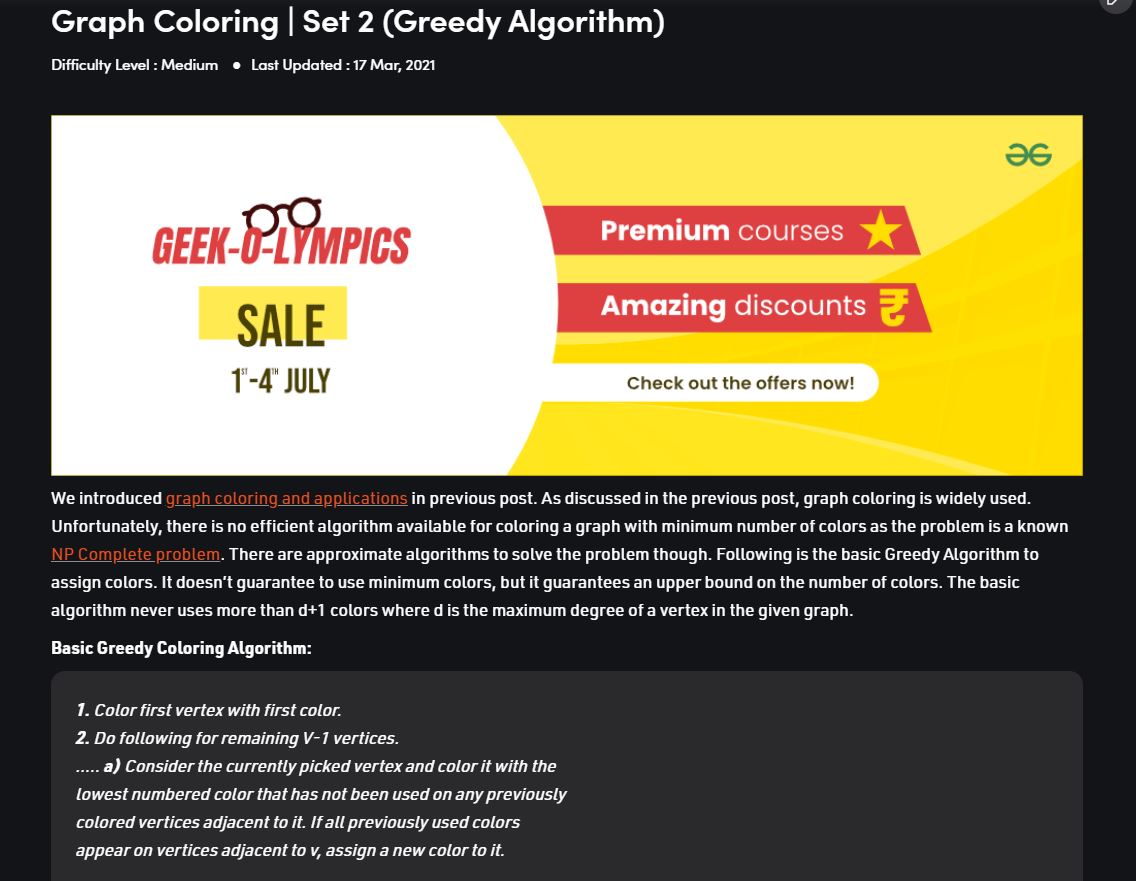 Graph Coloring | Set 2 (Greedy Algorithm)
Difficulty Level : Medium ● Last Updated : 17 Mar, 2021
GEEK-O-LYMPICS
SALE
1ST-4TH JULY
Premium courses
Amazing discounts ₹
Check out the offers now!
We introduced graph coloring and applications in previous post. As discussed in the previous post, graph coloring is widely used.
Unfortunately, there is no efficient algorithm available for coloring a graph with minimum number of colors as the problem is a known
NP Complete problem. There are approximate algorithms to solve the problem though. Following is the basic Greedy Algorithm to
assign colors. It doesn’t guarantee to use minimum colors, but it guarantees an upper bound on the number of colors. The basic
algorithm never uses more than d+1 colors where d is the maximum degree of a vertex in the given graph.
Basic Greedy Coloring Algorithm:
1. Color first vertex with first color.
2. Do following for remaining V-1 vertices.
….. a) Consider the currently picked vertex and color it with the
lowest numbered color that has not been used on any previously
colored vertices adjacent to it. If all previously used colors
appear on vertices adjacent to v, assign a new color to it.